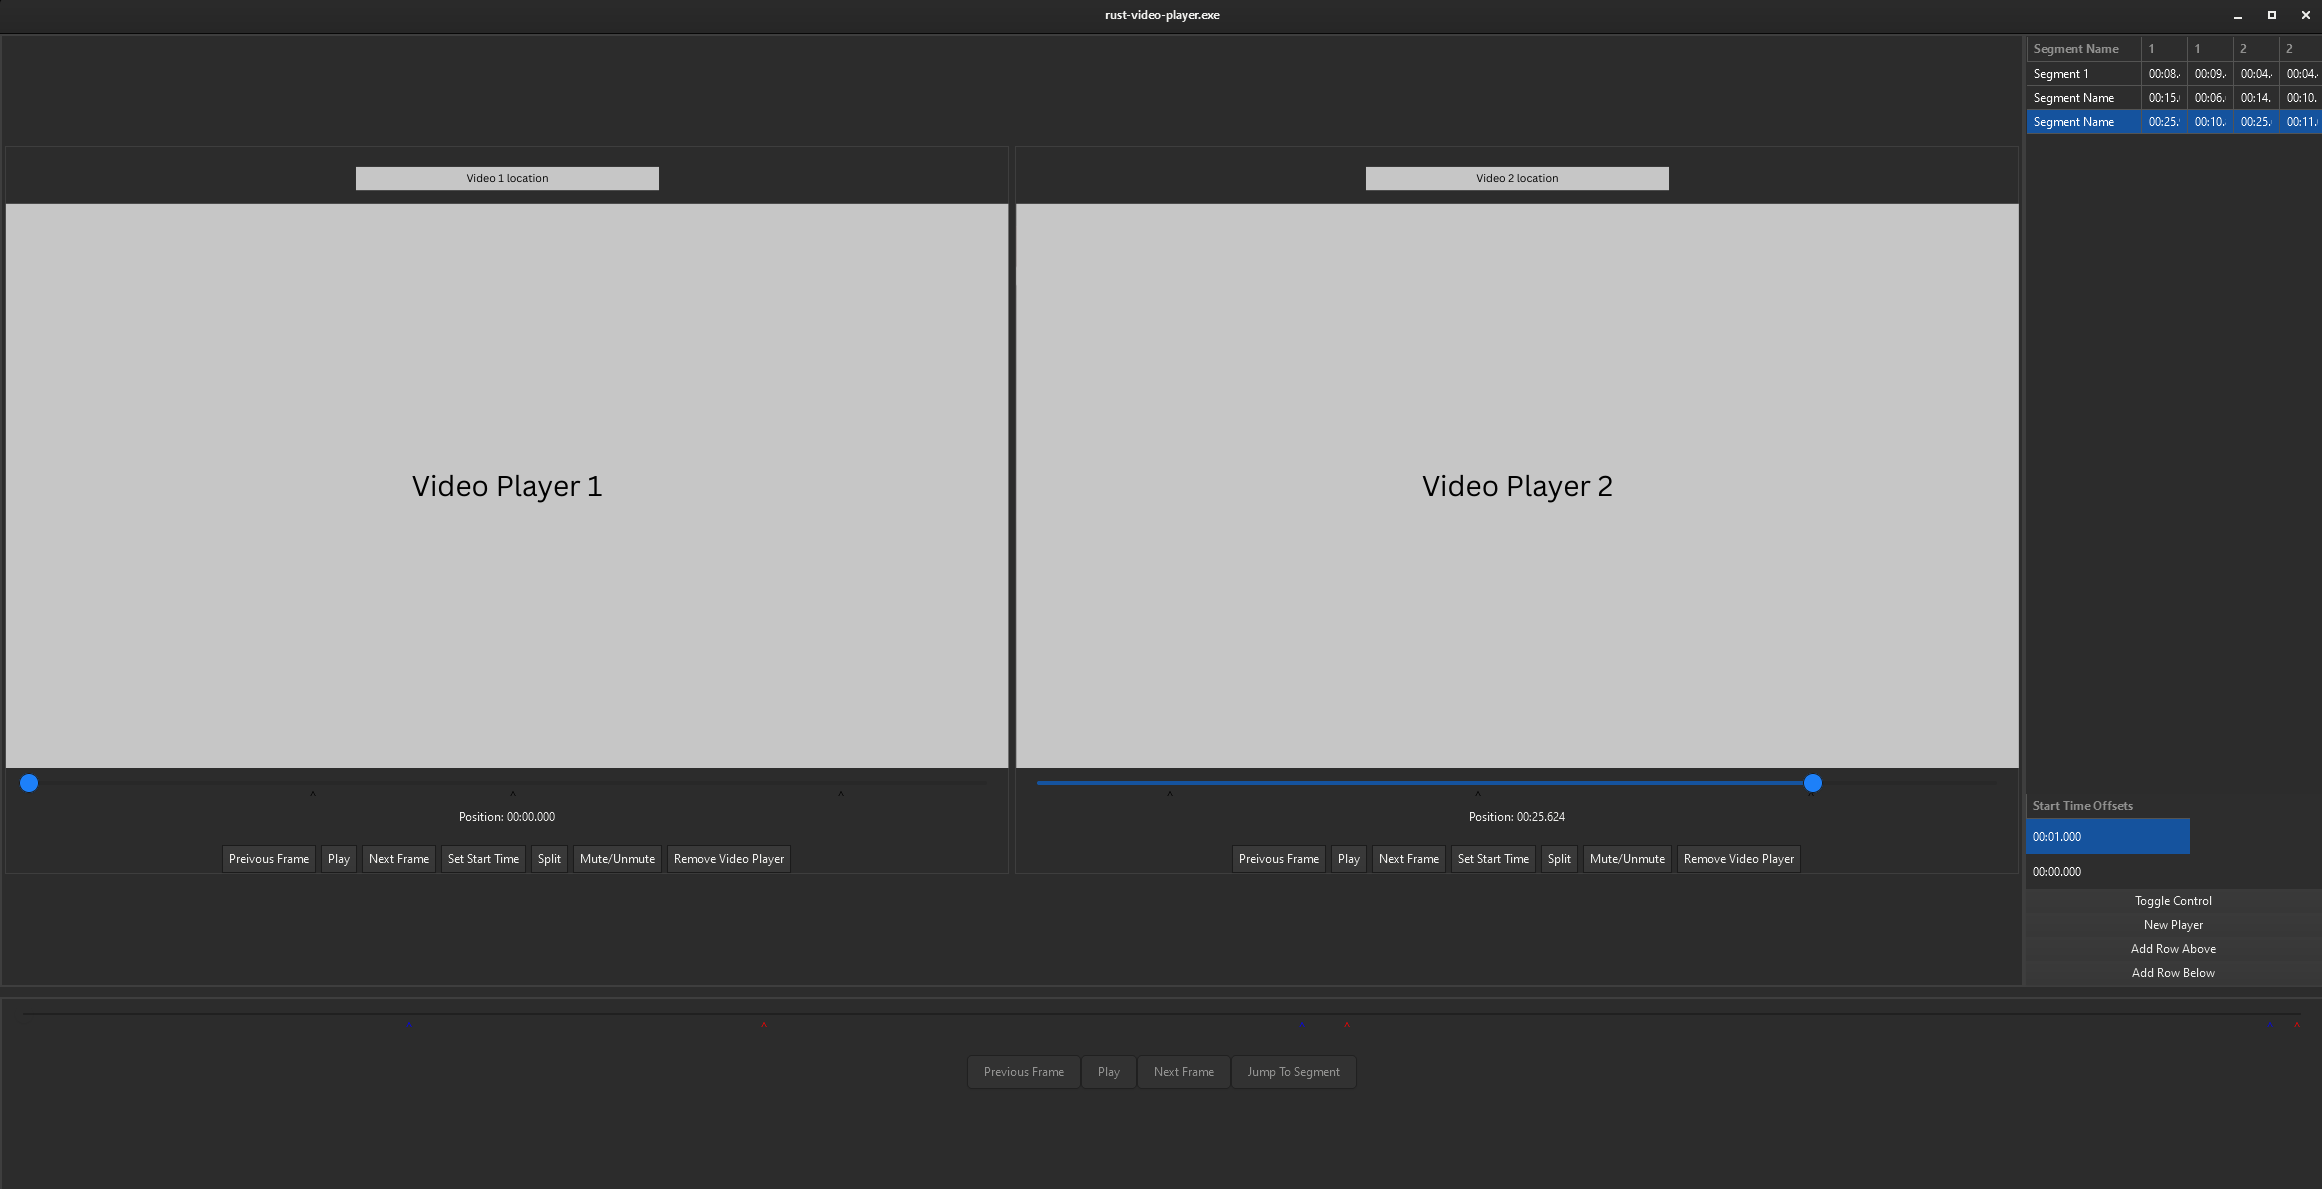 rust-video-player.exe
Segment Name 1 1 2 2
Segment 1 00:08. 00:09. 00:04. 00:04.
Segment Name 00:15. 00:06. 00:14. 00:10.
Segment Name 00:25. 00:10. 00:25. 00:11.
Video 1 location
Video Player 1
Position: 00:00.000
Preivous Frame Play Next Frame Set Start Time Split Mute/Unmute Remove Video Player
Video 2 location
Video Player 2
Position: 00:25.624
Preivous Frame Play Next Frame Set Start Time Split Mute/Unmute Remove Video Player
Start Time Offsets
00:01.000
00:00.000
Toggle Control
New Player
Add Row Above
Add Row Below
^ ^ ^ ^ ^ ^
Previous Frame Play Next Frame Jump To Segment